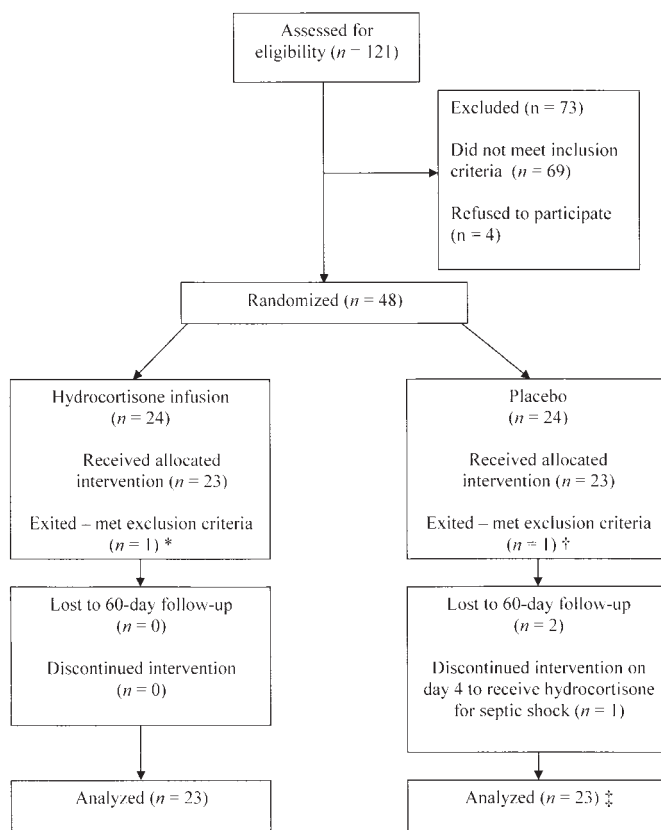 Assessed for
eligibility (n = 121)
Excluded (n = 73)
Did not meet inclusion
criteria (n = 69)
Refused to participate
(n = 4)
Randomized (n = 48)
Hydrocortisone infusion
(n = 24)
Received allocated
intervention (n = 23)
Exited – met exclusion criteria
(n = 1) *
Placebo
(n = 24)
Received allocated
intervention (n = 23)
Exited – met exclusion criteria
(n = 1) †
Lost to 60-day follow-up
(n = 0)
Discontinued intervention
(n = 0)
Lost to 60-day follow-up
(n = 2)
Discontinued intervention on
day 4 to receive hydrocortisone
for septic shock (n = 1)
Analyzed (n = 23)
Analyzed (n = 23) ‡